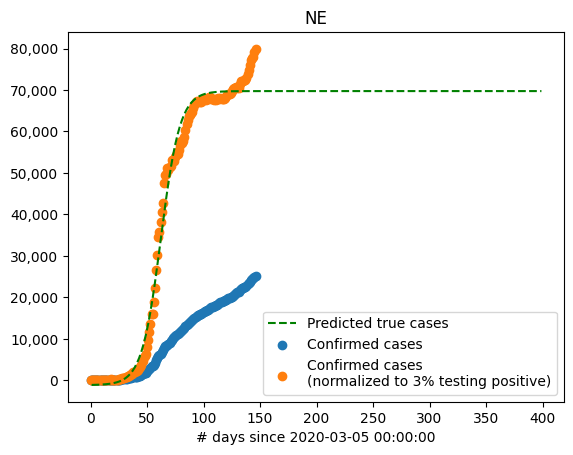 NE
80,000
70,000
60,000
50,000
40,000
30,000
20,000
10,000
0
Predicted true cases
Confirmed cases
Confirmed cases
(normalized to 3% testing positive)
0 50 100 150 200 250 300 350 400
# days since 2020-03-05 00:00:00